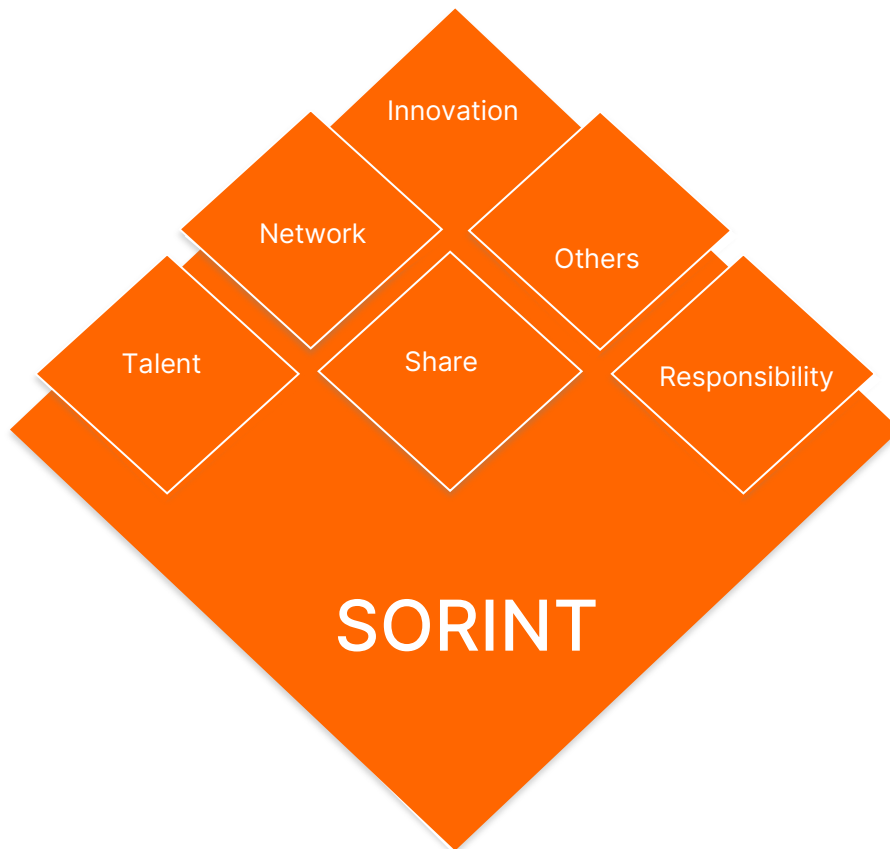 Innovation
Network
Others
Talent
Share
Responsibility
SORINT